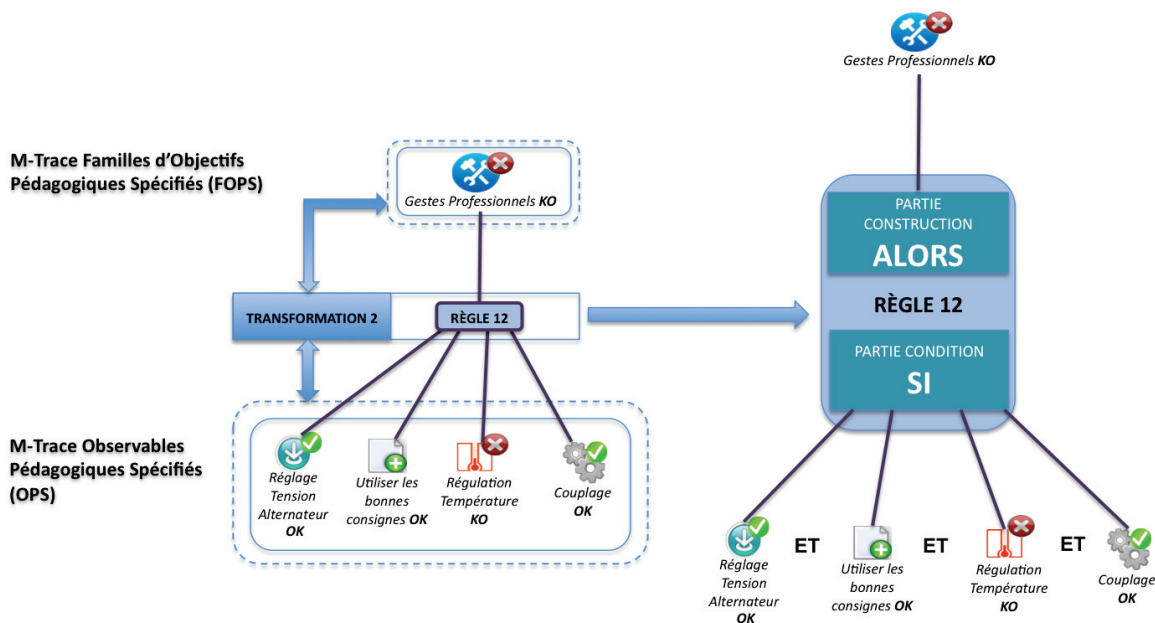 Gestes Professionnels KO
M-Trace Familles d'Objectifs
Pédagogiques Spécifiés (FOPS)
Gestes Professionnels KO
TRANSFORMATION 2
RÈGLE 12
M-Trace Observables
Pédagogiques Spécifiés
(OPS)
Réglage
Tension
Alternateur
OK
Utiliser les
bonnes
consignes OK
Régulation
Température
KO
Couplage
OK
PARTIE
CONSTRUCTION
ALORS
RÈGLE 12
PARTIE CONDITION
SI
Réglage
Tension
Alternateur
OK
ET
Utiliser les
bonnes
consignes OK
ET
Régulation
Température
KO
ET
Couplage
OK